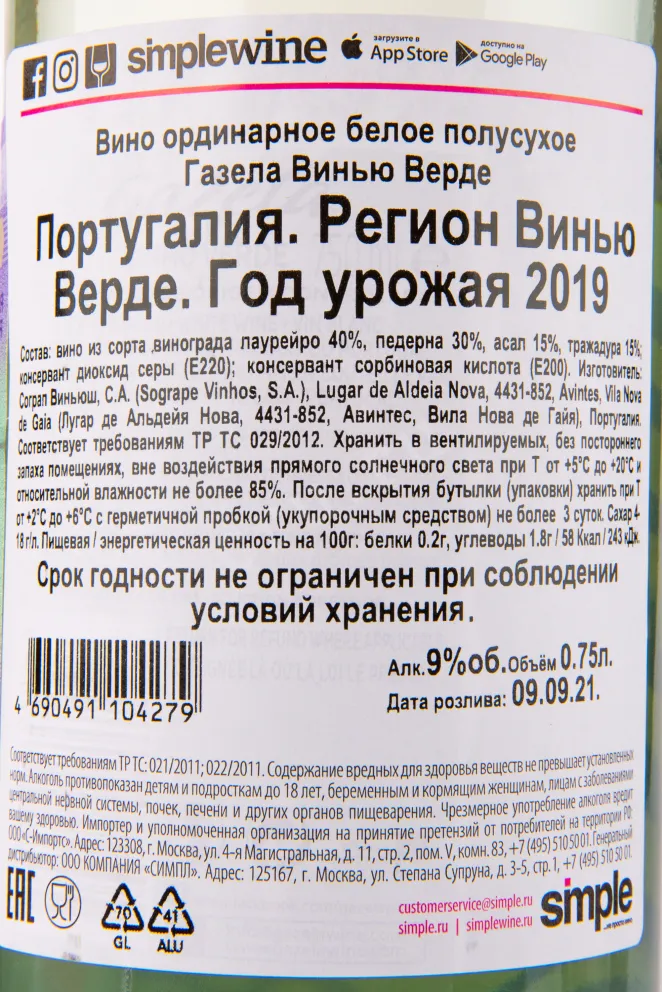 simplewine загрузите в App Store доступно на Google Play
Вино ординарное белое полусухое
Газела Винью Верде
Португалия. Регион Винью
Верде. Год урожая 2019
Состав: вино из сорта винограда лаурейро 40%, педерна 30%, асал 15%, тражадура 15%;
консервант диоксид серы (Е220); консервант сорбиновая кислота (Е200). Изготовитель:
Сограп Виньюш, С.А. (Sogrape Vinhos, S.A.), Lugar de Aldeia Nova, 4431-852, Avintes, Vila Nova
de Gaia (Лугар де Альдейя Нова, 4431-852, Авинтес, Вила Нова де Гайя), Португалия.
Соответствует требованиям ТР ТС 029/2012. Хранить в вентилируемых, без постороннего
запаха помещениях, вне воздействия прямого солнечного света при Т от +5°С до +20°С и
относительной влажности не более 85%. После вскрытия бутылки (упаковки) хранить при Т
от +2°С до +6°С с герметичной пробкой (укупорочным средством) не более 3 суток. Сахар 4-
18 г/л. Пищевая / энергетическая ценность на 100г: белки 0.2г, углеводы 1.8г / 58 Ккал / 243 кДж.
Срок годности не ограничен при соблюдении
условий хранения.
Алк. 9% об. Объём 0.75л.
Дата розлива: 09.09.21.
4 690491 104279
Соответствует требованиям ТР ТС: 021/2011; 022/2011. Содержание вредных для здоровья веществ не превышает установленных
норм. Алкоголь противопоказан детям и подросткам до 18 лет, беременным и кормящим женщинам, лицам с заболеваниями
центральной нервной системы, почек, печени и других органов пищеварения. Чрезмерное употребление алкоголя вредит
вашему здоровью. Импортер и уполномоченная организация на принятие претензий от потребителей на территории РФ:
ООО «С-Импортс». Адрес: 123308, г. Москва, ул. 4-я Магистральная, д. 11, стр. 2, пом. V, комн. 83, +7 (495) 510 50 01. Генеральный
дистрибьютор: ООО КОМПАНИЯ «СИМПЛ». Адрес: 125167, г. Москва, ул. Степана Супруна, д. 3-5, стр. 1, +7 (495) 510 50 01.
EAC
70
GL
41
ALU
customerservice@simple.ru
simple.ru | simplewine.ru
simple
...не просто вино